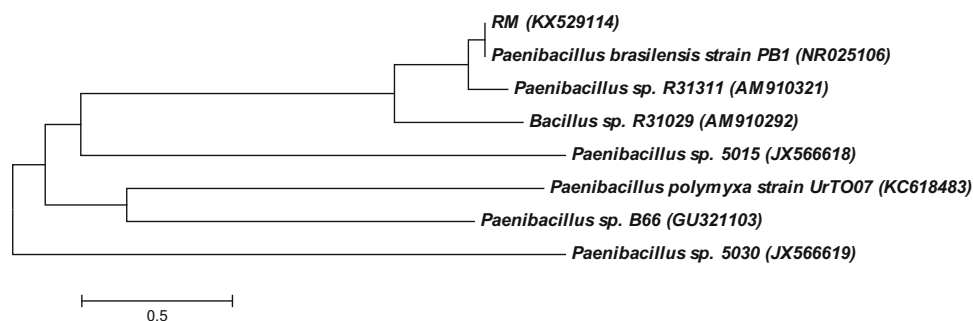 RM (KX529114)
Paenibacillus brasilensis strain PB1 (NR025106)
Paenibacillus sp. R31311 (AM910321)
Bacillus sp. R31029 (AM910292)
Paenibacillus sp. 5015 (JX566618)
Paenibacillus polymyxa strain UrTO07 (KC618483)
Paenibacillus sp. B66 (GU321103)
Paenibacillus sp. 5030 (JX566619)
0.5